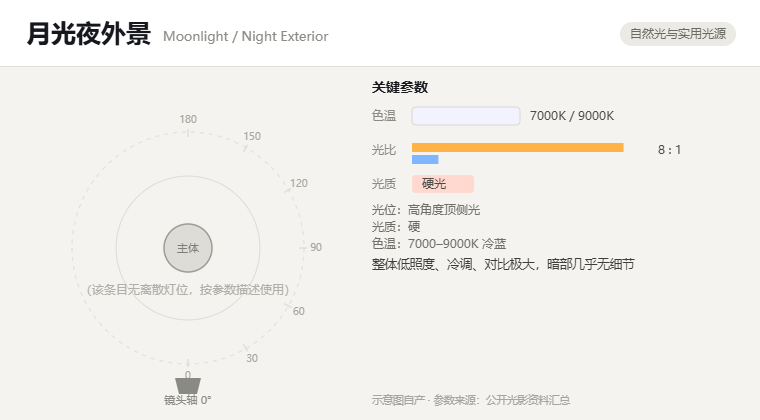 月光夜外景 Moonlight / Night Exterior
自然光与实用光源
关键参数
色温 7000K / 9000K
光比 8 : 1
光质 硬光
光位：高角度顶侧光
光质：硬
色温：7000–9000K 冷蓝
整体低照度、冷调、对比极大，暗部几乎无细节
180
150
120
90
60
30
0
主体
(该条目无离散灯位，按参数描述使用)
镜头轴 0°
示意图自产 · 参数来源：公开光影资料汇总